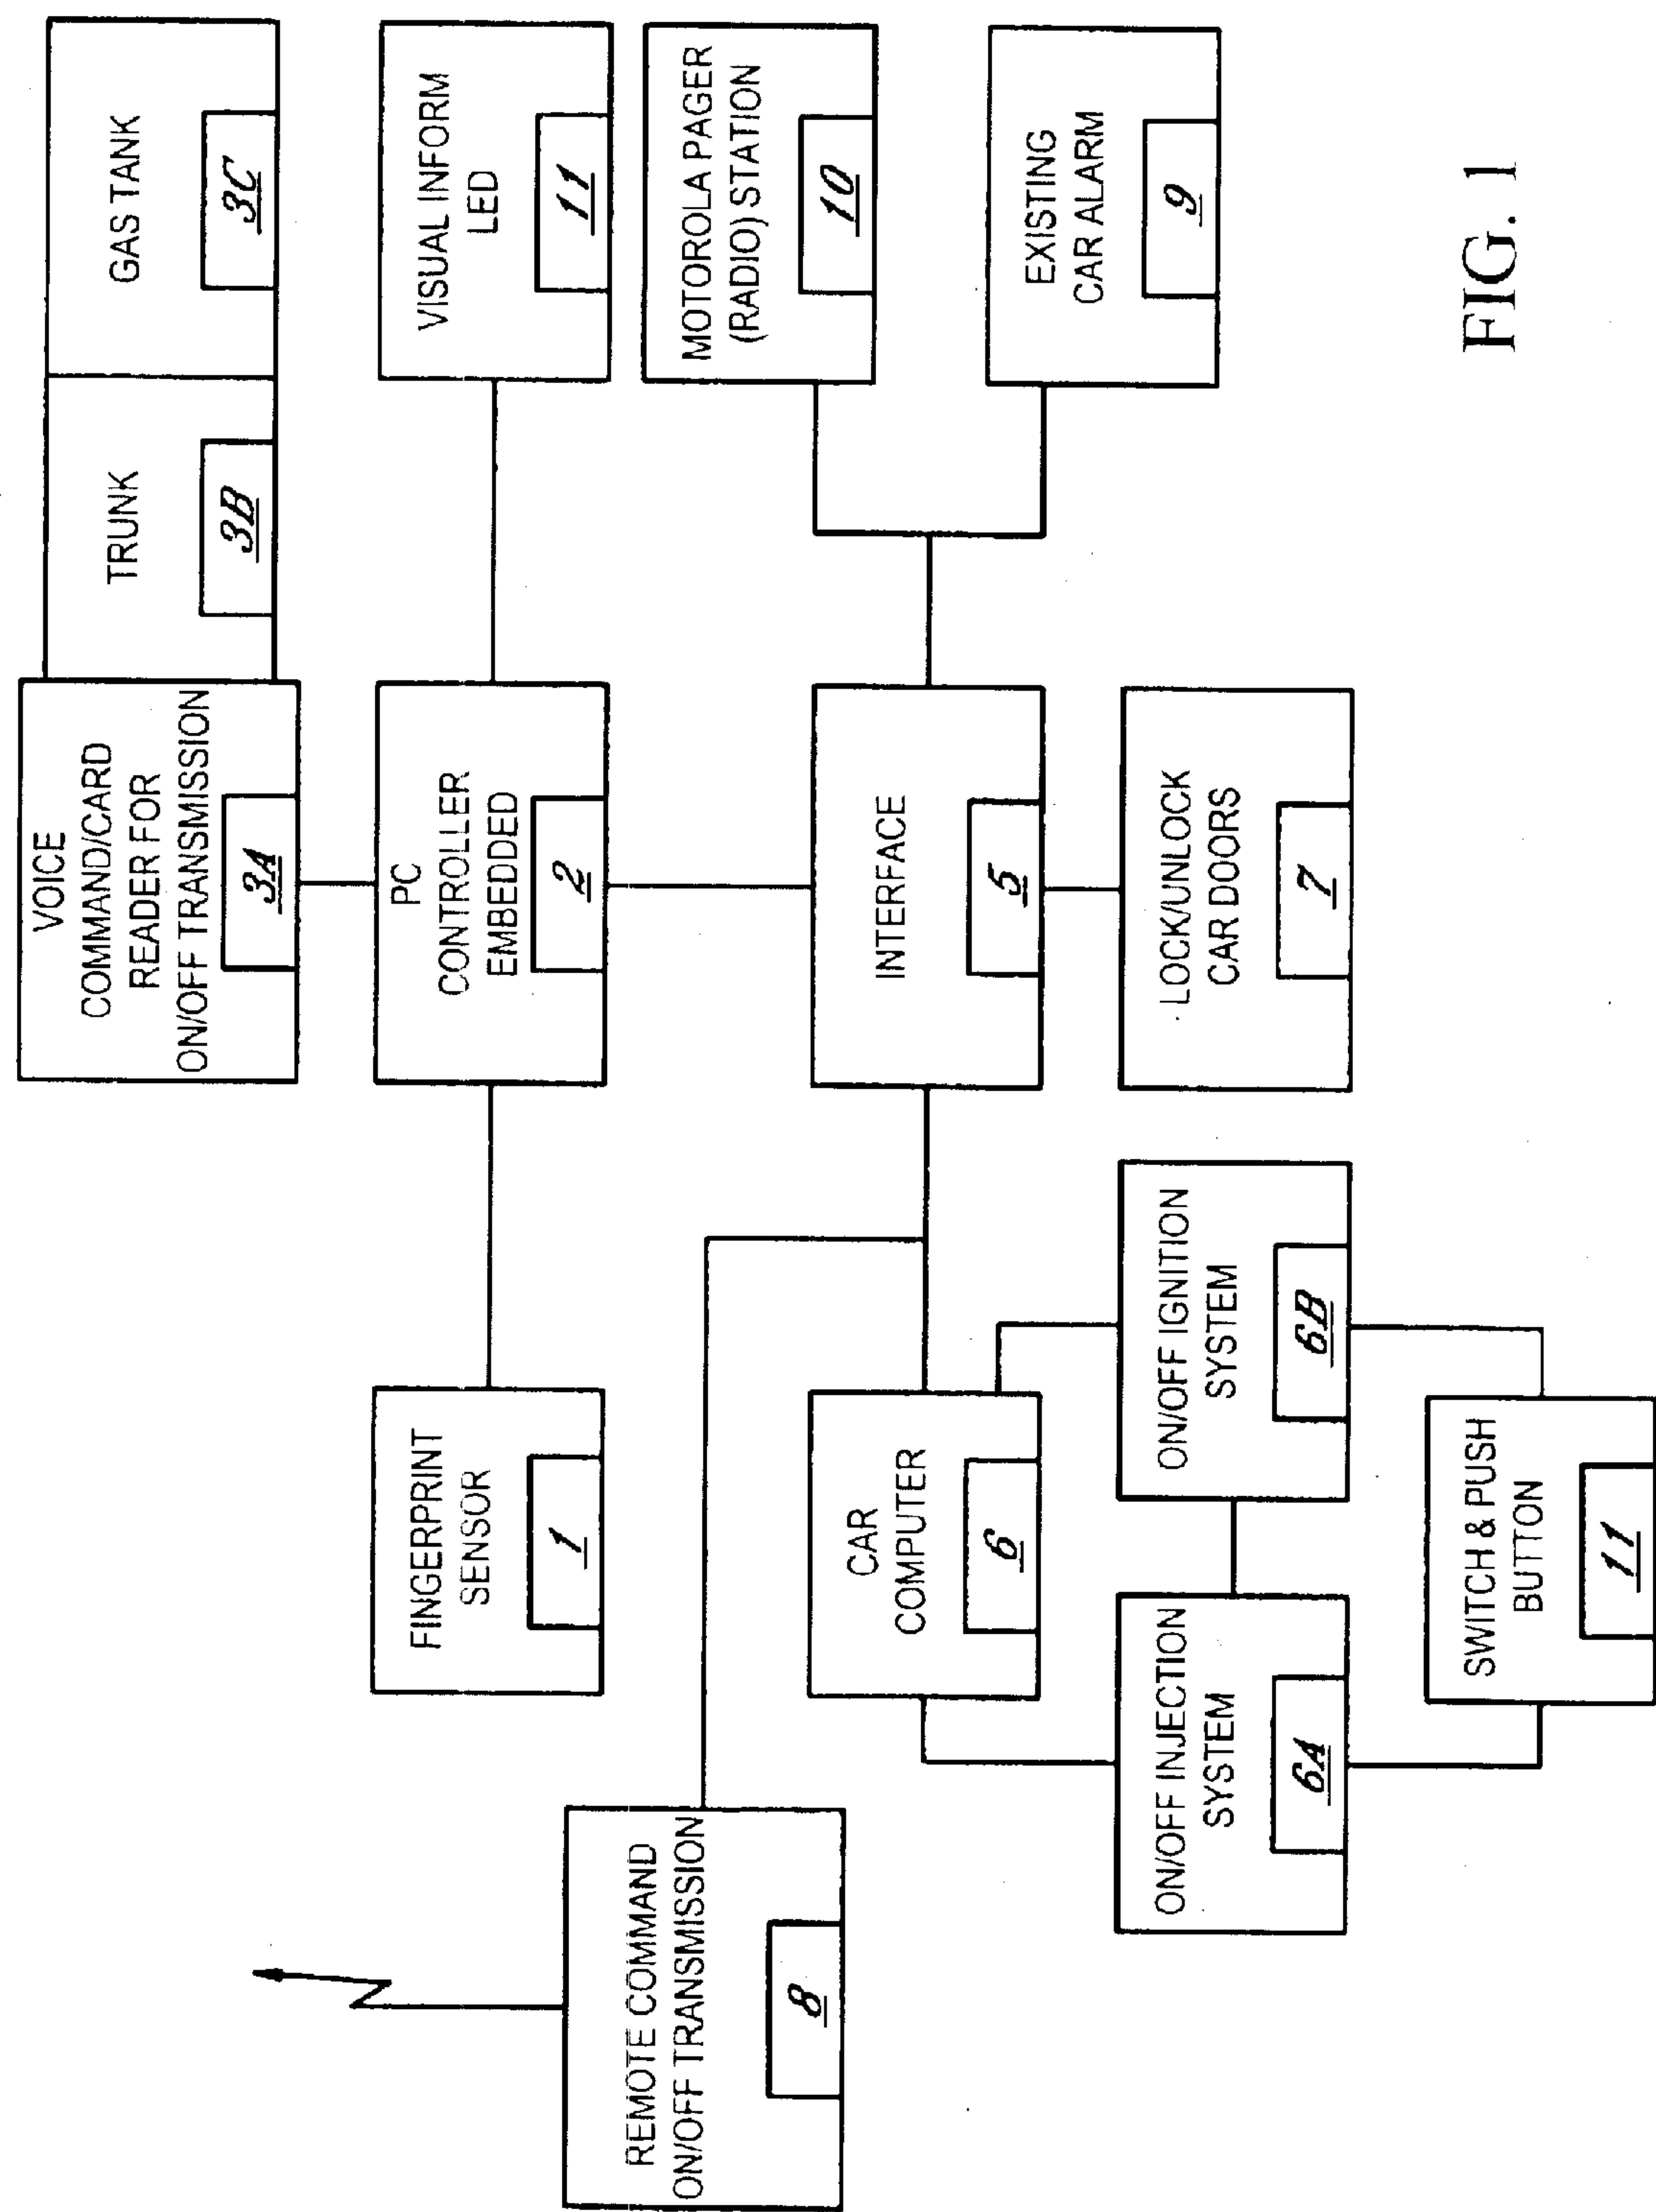 VOICE
COMMAND/CARD
READER FOR
ON/OFF TRANSMISSION
3A
TRUNK
3B
GAS TANK
3C
FINGERPRINT
SENSOR
1
PC
CONTROLLER
EMBEDDED
2
VISUAL INFORM
LED
11
REMOTE COMMAND
ON/OFF TRANSMISSION
8
CAR
COMPUTER
6
INTERFACE
5
MOTOROLA PAGER
(RADIO) STATION
10
EXISTING
CAR ALARM
9
ON/OFF INJECTION
SYSTEM
6A
ON/OFF IGNITION
SYSTEM
6B
LOCK/UNLOCK
CAR DOORS
7
SWITCH & PUSH
BUTTON
11
FIG. 1